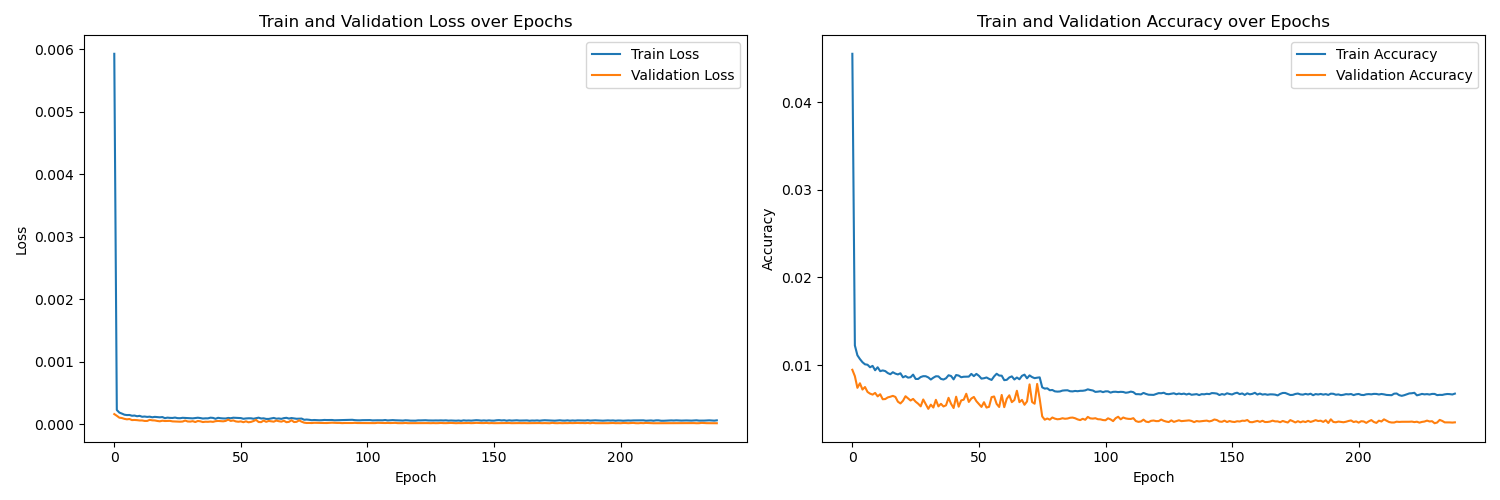 Train and Validation Loss over Epochs
Train Loss
Validation Loss
0.006
0.005
0.004
0.003
0.002
0.001
0.000
Loss
0
50
100
150
200
Epoch
Train and Validation Accuracy over Epochs
Train Accuracy
Validation Accuracy
0.04
0.03
0.02
0.01
Accuracy
0
50
100
150
200
Epoch